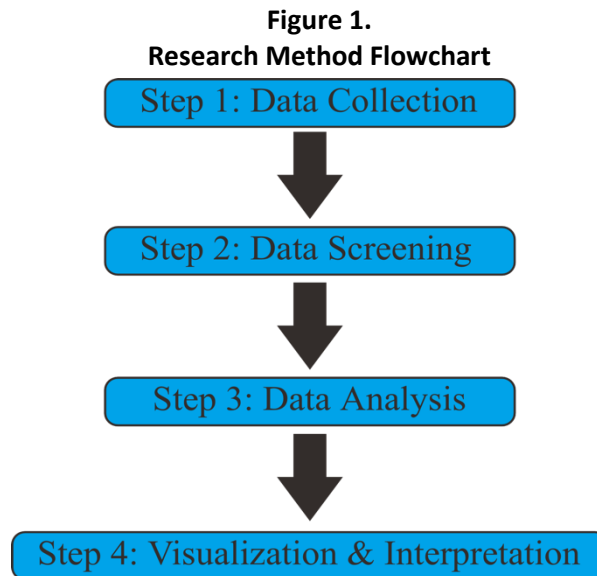 Figure 1.
Research Method Flowchart
Step 1: Data Collection
Step 2: Data Screening
Step 3: Data Analysis
Step 4: Visualization & Interpretation